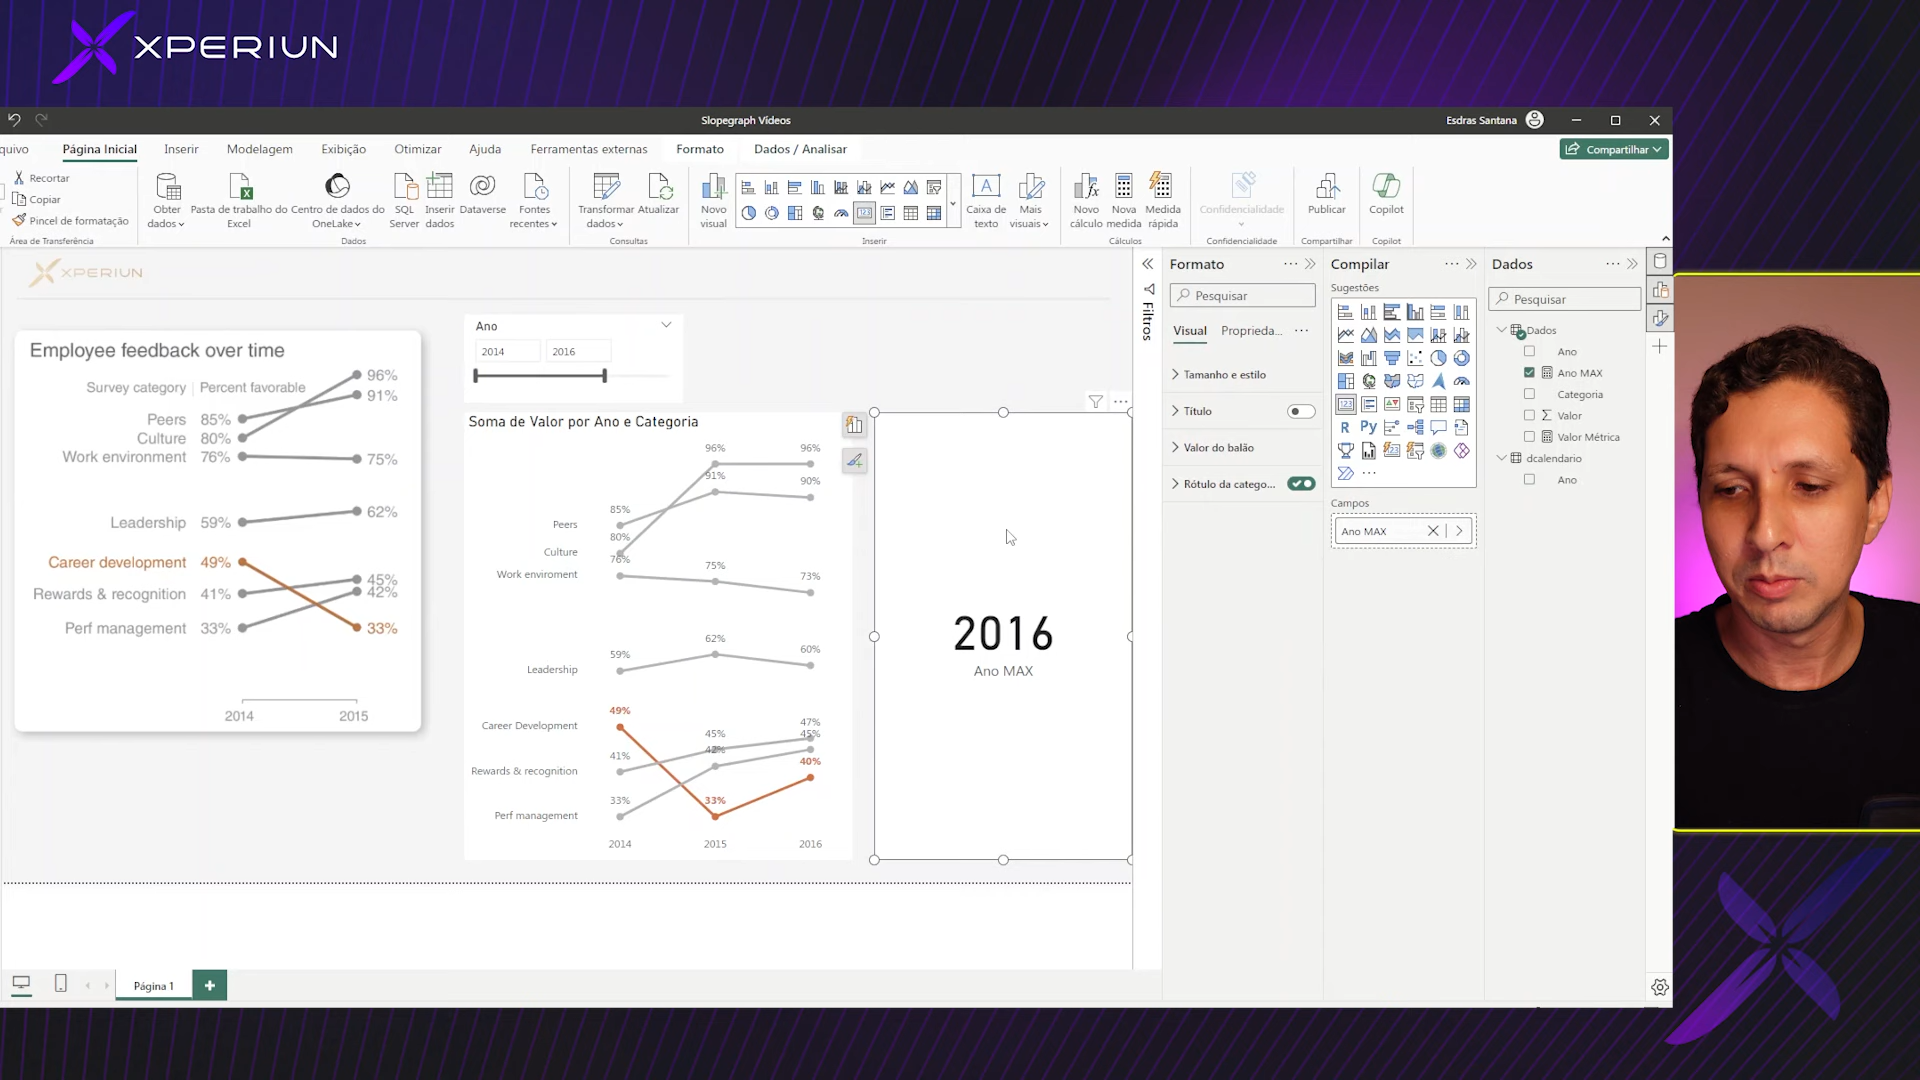 XPERIUN
Slopegraph Vídeos
Esdras Santana
quivo
Página Inicial
Inserir
Modelagem
Exibição
Otimizar
Ajuda
Ferramentas externas
Formato
Dados / Analisar
Compartilhar
Recortar
Copiar
Pincel de formatação
Área de Transferência
Obter dados
Pasta de trabalho do Excel
Centro de dados do OneLake
SQL Server
Inserir dados
Dataverse
Fontes recentes
Dados
Transformar dados
Atualizar
Consultas
Novo visual
Caixa de texto
Mais visuais
Inserir
Novo cálculo
Nova medida
Medida rápida
Cálculos
Confidencialidade
Confidencialidade
Publicar
Compartilhar
Copilot
Copilot
XPERIUN
Employee feedback over time
Survey category | Percent favorable
96%
91%
Peers 85%
Culture 80%
Work environment 76%
75%
Leadership 59%
62%
Career development 49%
Rewards & recognition 41%
45%
42%
Perf management 33%
33%
2014
2015
Ano
2014
2016
Soma de Valor por Ano e Categoria
96%
96%
91%
90%
85%
Peers
80%
Culture
76%
Work enviroment
75%
73%
62%
60%
59%
Leadership
49%
Career Development
47%
45%
45%
42%
41%
40%
Rewards & recognition
33%
33%
Perf management
2014
2015
2016
2016
Ano MAX
Filtros
Formato
Pesquisar
Visual
Proprieda...
Tamanho e estilo
Título
Valor do balão
Rótulo da catego...
Compilar
Sugestões
R
Py
123
Campos
Ano MAX
Dados
Pesquisar
Dados
Ano
Ano MAX
Categoria
Valor
Valor Métrica
dcalendario
Ano
Página 1